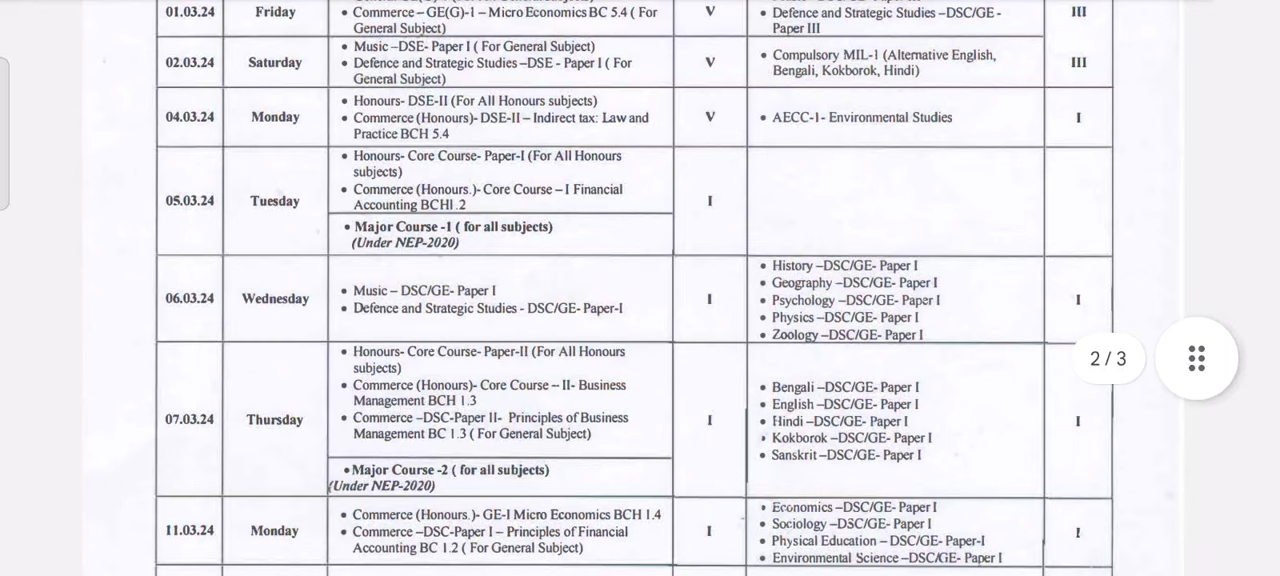 01.03.24
Friday
• Commerce – GE(G)-1 – Micro Economics BC 5.4 ( For
General Subject)
V
• Defence and Strategic Studies –DSC/GE -
Paper III
III
02.03.24
Saturday
• Music –DSE- Paper I ( For General Subject)
• Defence and Strategic Studies –DSE - Paper I ( For
General Subject)
V
• Compulsory MIL-1 (Alternative English,
Bengali, Kokborok, Hindi)
III
04.03.24
Monday
• Honours- DSE-II (For All Honours subjects)
• Commerce (Honours)- DSE-II – Indirect tax: Law and
Practice BCH 5.4
V
• AECC-1- Environmental Studies
I
05.03.24
Tuesday
• Honours- Core Course- Paper-I (For All Honours
subjects)
• Commerce (Honours.)- Core Course – I Financial
Accounting BCH1.2
• Major Course -1 ( for all subjects)
(Under NEP-2020)
I
06.03.24
Wednesday
• Music – DSC/GE- Paper I
• Defence and Strategic Studies - DSC/GE- Paper-I
I
• History –DSC/GE- Paper I
• Geography –DSC/GE- Paper I
• Psychology –DSC/GE- Paper I
• Physics –DSC/GE- Paper I
• Zoology –DSC/GE- Paper I
I
07.03.24
Thursday
• Honours- Core Course- Paper-II (For All Honours
subjects)
• Commerce (Honours)- Core Course – II- Business
Management BCH 1.3
• Commerce –DSC-Paper II- Principles of Business
Management BC 1.3 ( For General Subject)
• Major Course -2 ( for all subjects)
(Under NEP-2020)
I
• Bengali –DSC/GE- Paper I
• English –DSC/GE- Paper I
• Hindi –DSC/GE- Paper I
• Kokborok –DSC/GE- Paper I
• Sanskrit –DSC/GE- Paper I
I
2 / 3
11.03.24
Monday
• Commerce (Honours.)- GE-I Micro Economics BCH 1.4
• Commerce –DSC-Paper I – Principles of Financial
Accounting BC 1.2 ( For General Subject)
I
• Economics –DSC/GE- Paper I
• Sociology –DSC/GE- Paper I
• Physical Education – DSC/GE- Paper-I
• Environmental Science –DSC/GE- Paper I
I